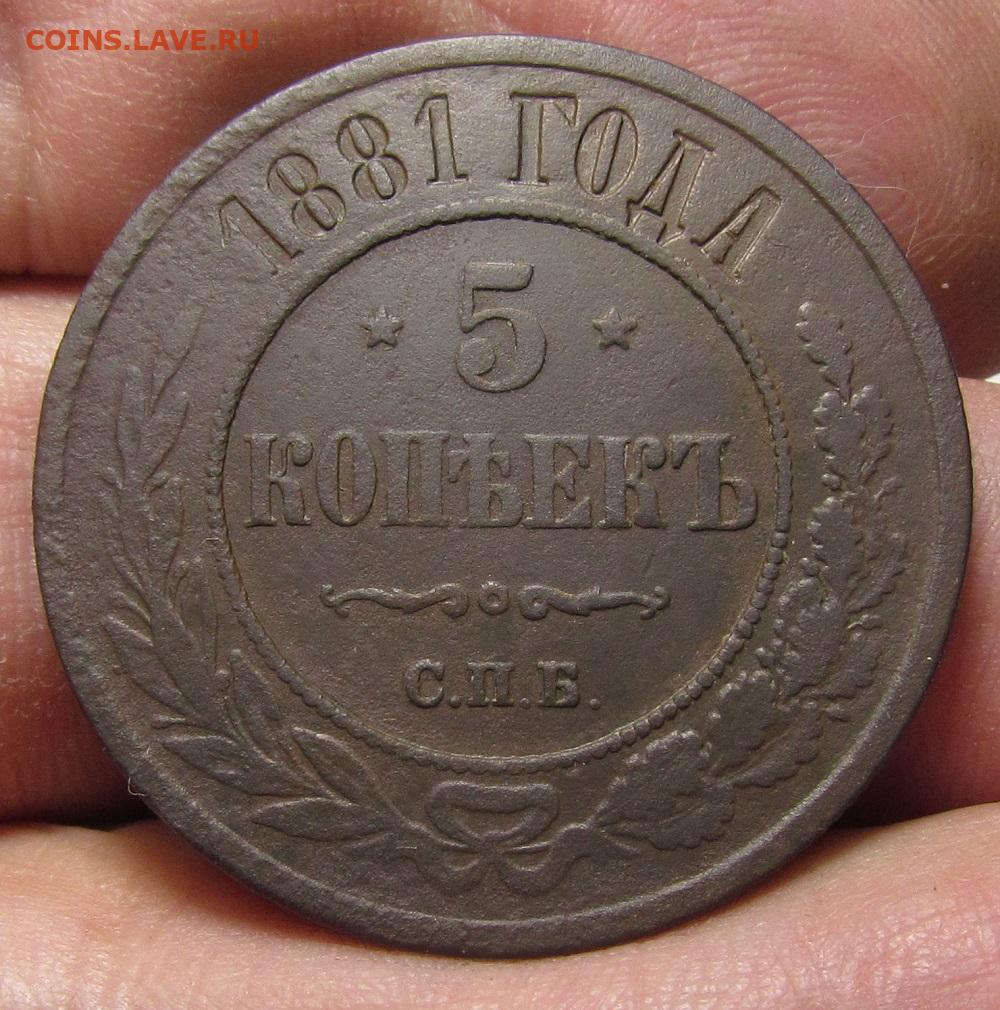 COINS.LAVE.RU
1881 ГОДА
5
КОПѢЕКЪ
С.П.Б.